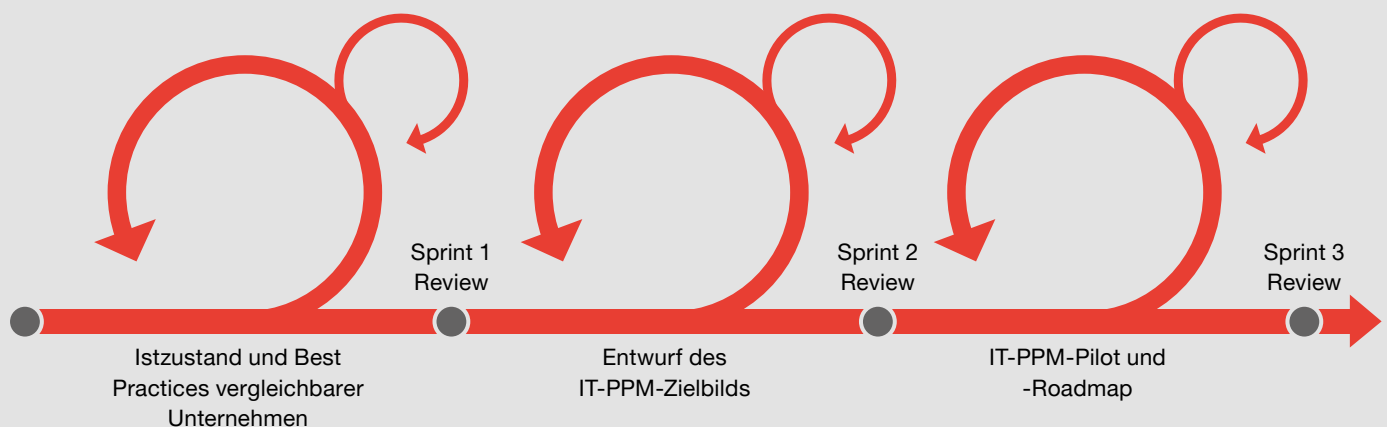 Sprint 1
Review
Sprint 2
Review
Sprint 3
Review
Istzustand und Best
Practices vergleichbarer
Unternehmen
Entwurf des
IT-PPM-Zielbilds
IT-PPM-Pilot und
-Roadmap